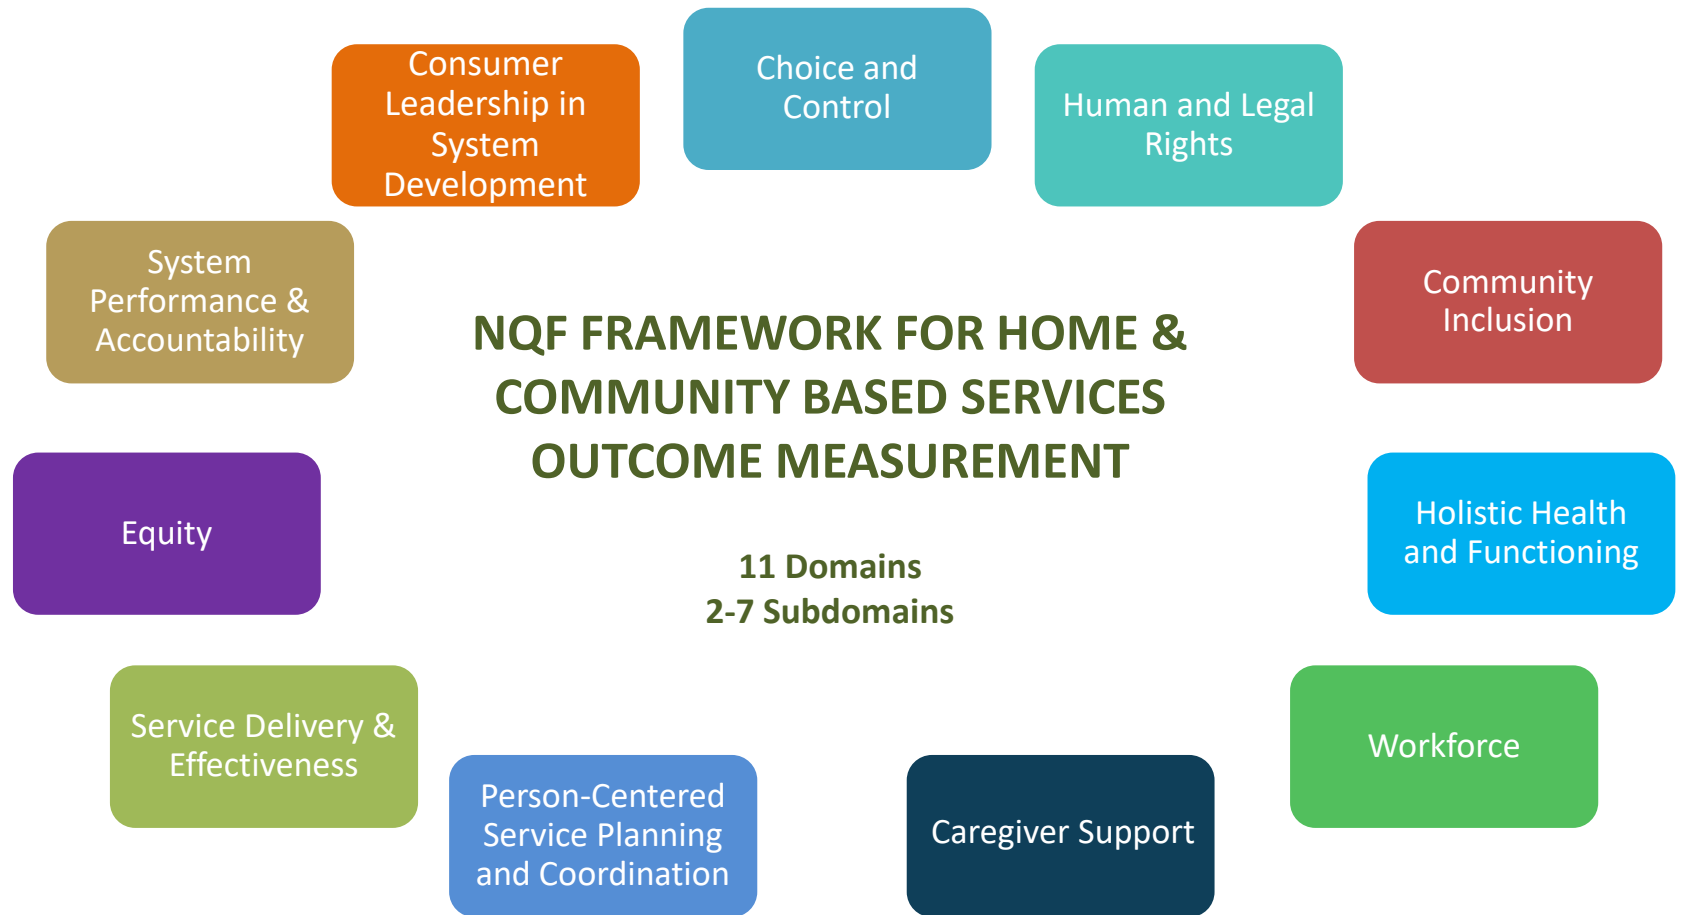 Consumer
Leadership in
System
Development
Choice and
Control
Human and Legal
Rights
System
Performance &
Accountability
Community
Inclusion
NQF FRAMEWORK FOR HOME &
COMMUNITY BASED SERVICES
OUTCOME MEASUREMENT
Equity
Holistic Health
and Functioning
11 Domains
2-7 Subdomains
Service Delivery &
Effectiveness
Workforce
Person-Centered
Service Planning
and Coordination
Caregiver Support